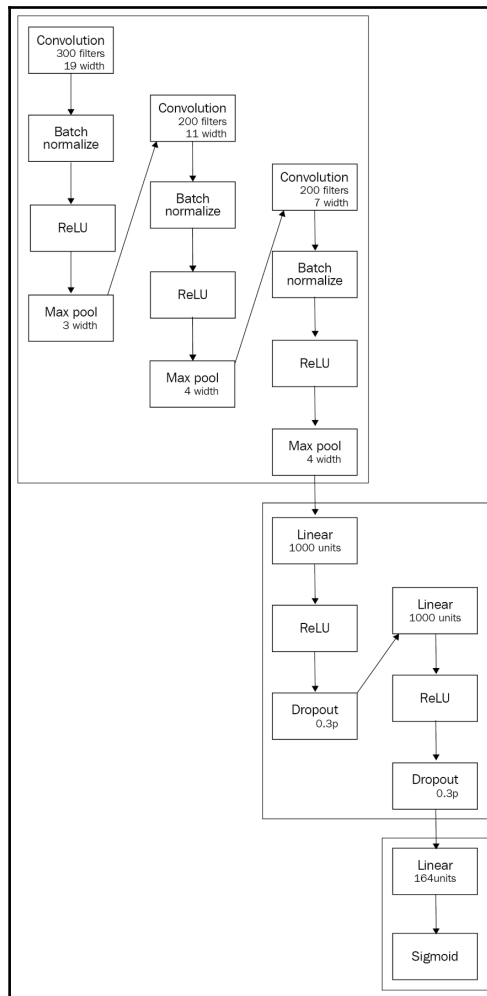 Convolution
300 filters
19 width
Batch
normalize
ReLU
Max pool
3 width
Convolution
200 filters
11 width
Batch
normalize
ReLU
Max pool
4 width
Convolution
200 filters
7 width
Batch
normalize
ReLU
Max pool
4 width
Linear
1000 units
ReLU
Dropout
0.3p
Linear
1000 units
ReLU
Dropout
0.3p
Linear
164units
Sigmoid